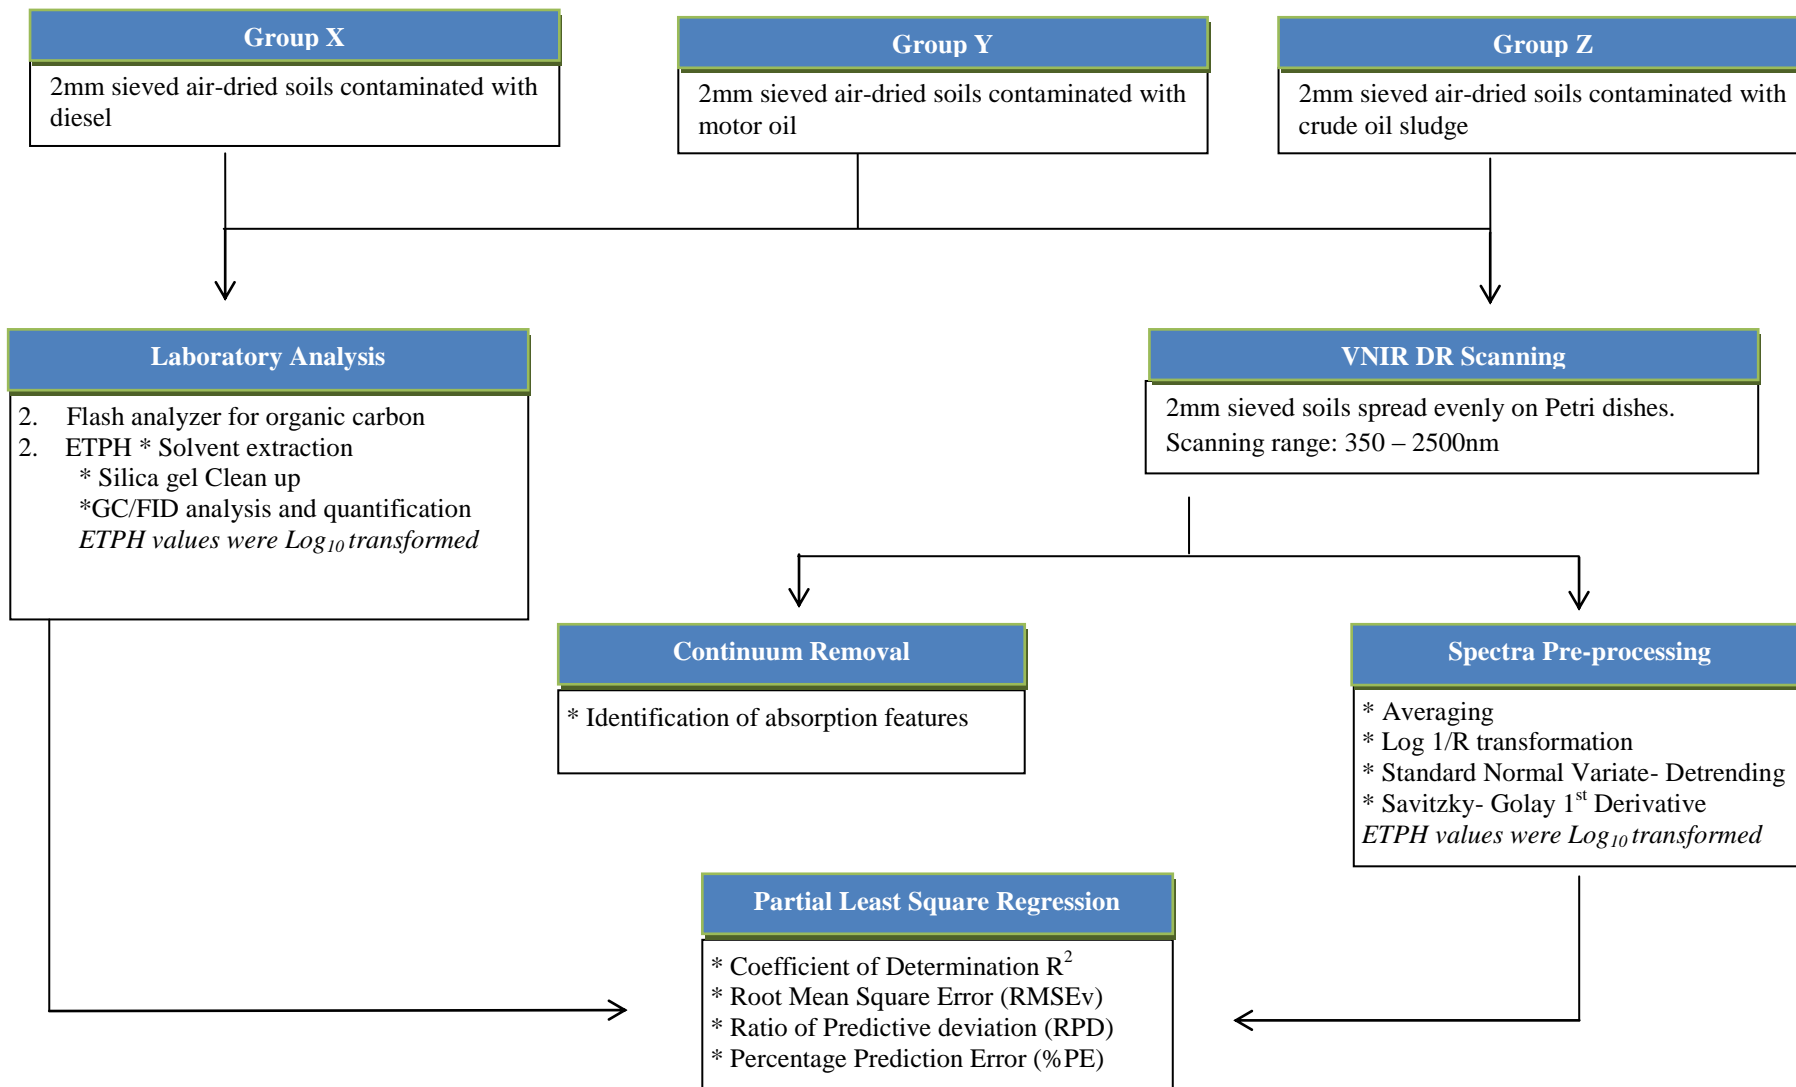 Group X
2mm sieved air-dried soils contaminated with
diesel
Group Y
2mm sieved air-dried soils contaminated with
motor oil
Group Z
2mm sieved air-dried soils contaminated with
crude oil sludge
Laboratory Analysis
2. Flash analyzer for organic carbon
2. ETPH * Solvent extraction
* Silica gel Clean up
*GC/FID analysis and quantification
ETPH values were Log10 transformed
VNIR DR Scanning
2mm sieved soils spread evenly on Petri dishes.
Scanning range: 350 – 2500nm
Continuum Removal
* Identification of absorption features
Spectra Pre-processing
* Averaging
* Log 1/R transformation
* Standard Normal Variate- Detrending
* Savitzky- Golay 1st Derivative
ETPH values were Log10 transformed
Partial Least Square Regression
* Coefficient of Determination R2
* Root Mean Square Error (RMSEv)
* Ratio of Predictive deviation (RPD)
* Percentage Prediction Error (%PE)